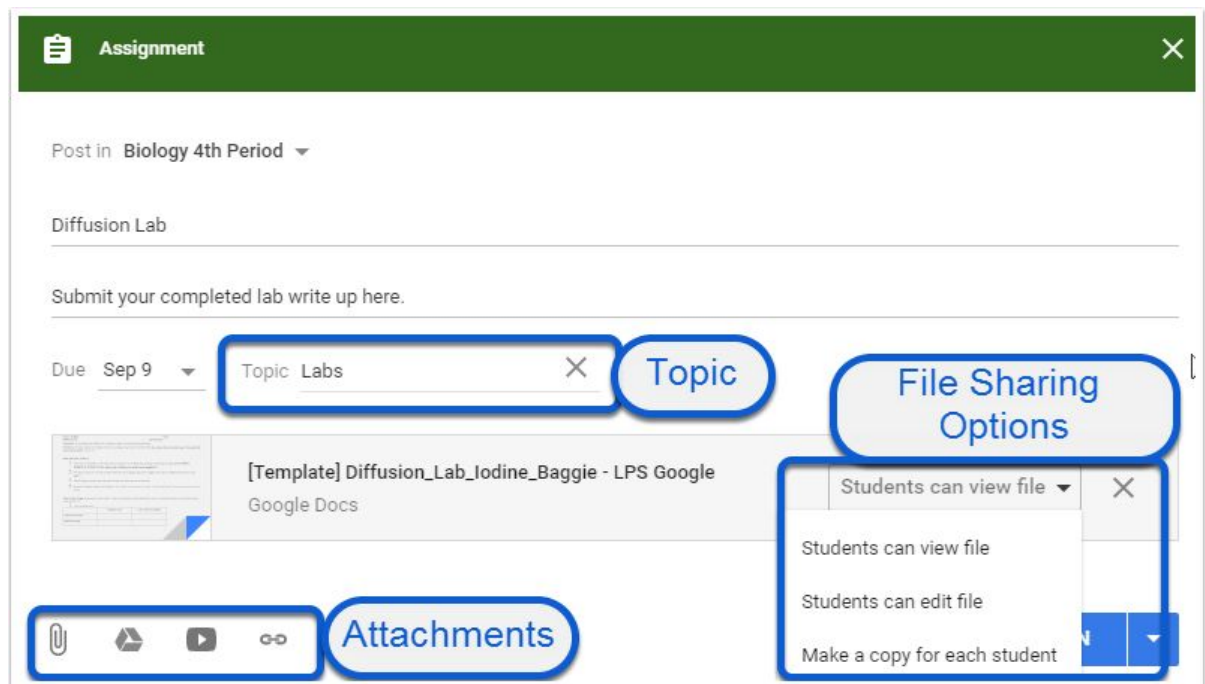 Assignment
Post in Biology 4th Period
Diffusion Lab
Submit your completed lab write up here.
Due Sep 9 Topic Labs Topic
File Sharing
Options
[Template] Diffusion_Lab_Iodine_Baggie - LPS Google
Google Docs
Students can view file
Students can view file
Students can edit file
Make a copy for each student
Attachments
N